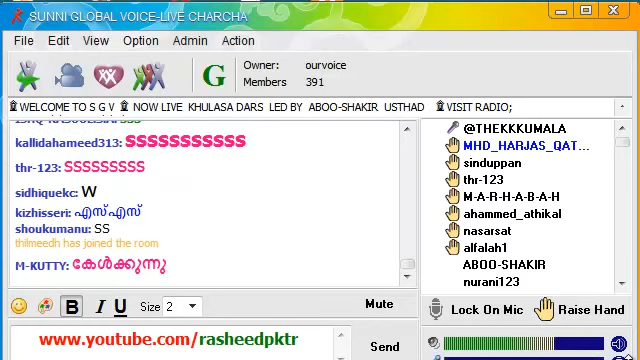 SUNNI GLOBAL VOICE-LIVE CHARCHA
File Edit View Option Admin Action
G
Owner: ourvoice
Members 391
WELCOME TO S G V NOW LIVE KHULASA DARS LED BY ABOO-SHAKIR USTHAD VISIT RADIO;
kallidahameed313: SSSSSSSSSSS
thr-123: SSSSSSSSS
sidhiquekc: W
kizhisseri: എസ്എസ്
shoukumanu: SS
thilmeedh has joined the room
M-KUTTY: കേൾക്കുന്നു
@THEKKKUMALA
MHD_HARJAS_QAT...
sinduppan
thr-123
M-A-R-H-A-B-A-H
ahammed_athikal
nasarsat
alfalah1
ABOO-SHAKIR
nurani123
B I U Size 2 Mute
Lock On Mic Raise Hand
www.youtube.com/rasheedpktr
Send